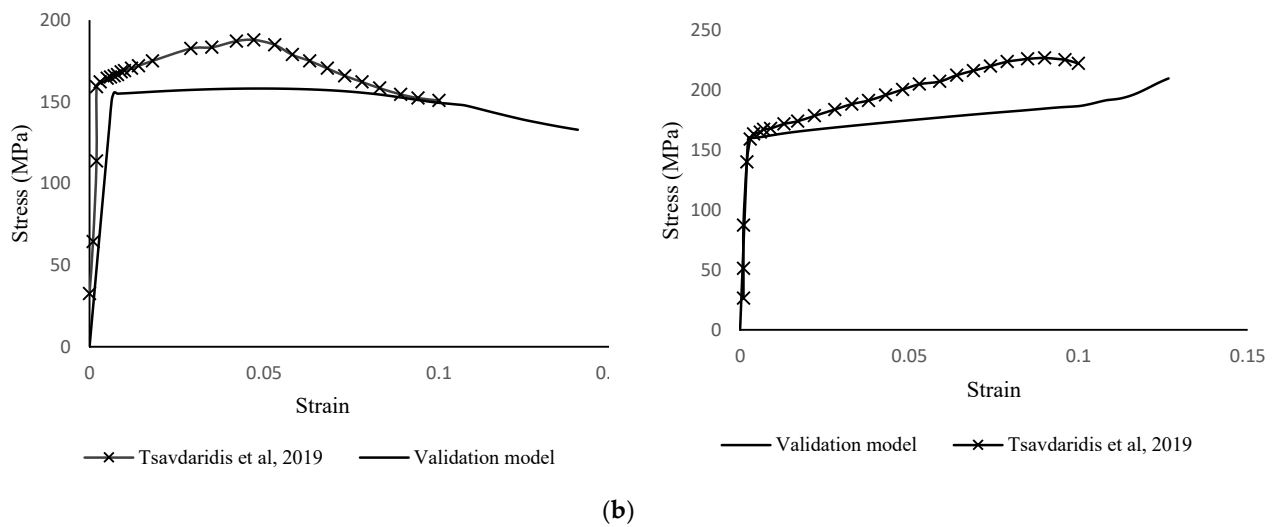 200
150
100
50
0
Stress (MPa)
0
0.05
0.1
0.
Strain
Tsavdaridis et al, 2019
Validation model
250
200
150
100
50
0
Stress (MPa)
0
0.05
0.1
0.15
Strain
Validation model
Tsavdaridis et al, 2019
(b)